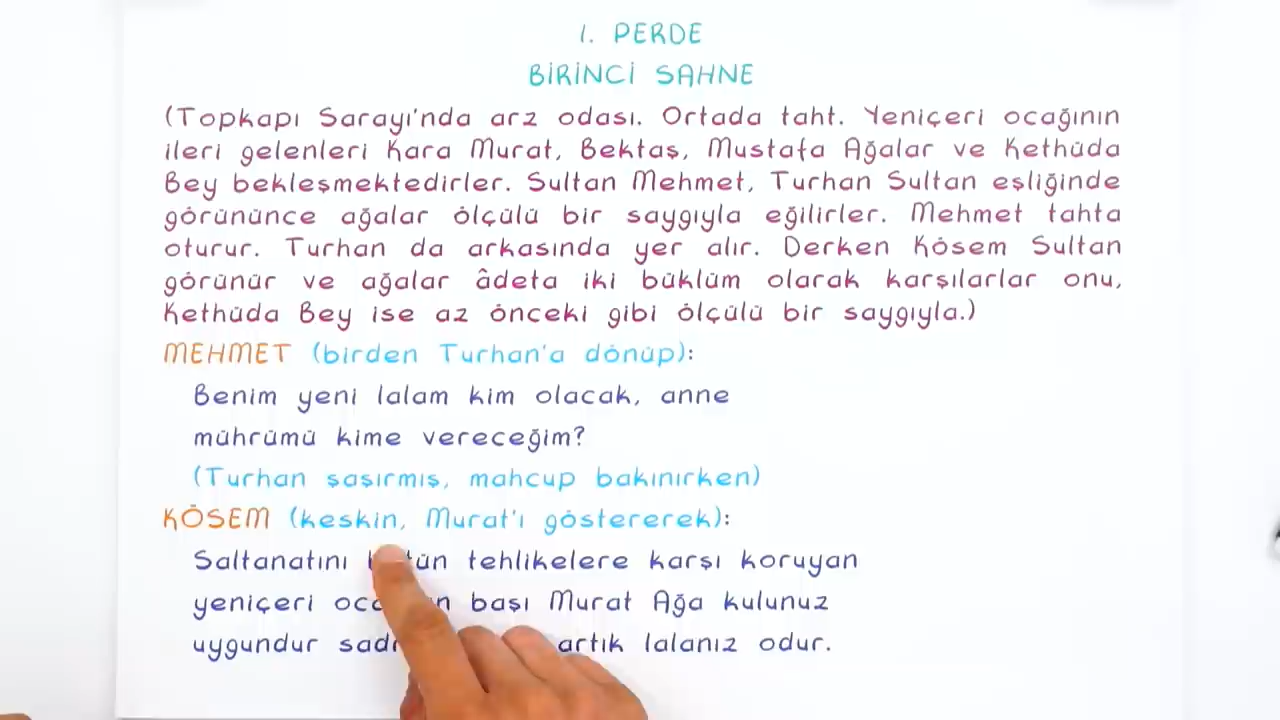 1. PERDE
BİRİNCİ SAHNE
(Topkapı Sarayı'nda arz odası. Ortada taht. Yeniçeri ocağının
ileri gelenleri Kara Murat, Bektaş, Mustafa Ağalar ve Kethüda
Bey bekleşmektedirler. Sultan Mehmet, Turhan Sultan eşliğinde
görününce ağalar ölçülü bir saygıyla eğilirler. Mehmet tahta
oturur. Turhan da arkasında yer alır. Derken Kösem Sultan
görünür ve ağalar âdeta iki büklüm olarak karşılarlar onu,
Kethüda Bey ise az önceki gibi ölçülü bir saygıyla.)
MEHMET (birden Turhan'a dönüp):
Benim yeni lalam kim olacak, anne
mührümü kime vereceğim?
(Turhan şaşırmış, mahcup bakınırken)
KÖSEM (keskin, Murat'ı göstererek):
Saltanatını tehlikelere karşı koruyan
yeniçeri başı Murat Ağa kulunuz
uygundur artık lalanız odur.